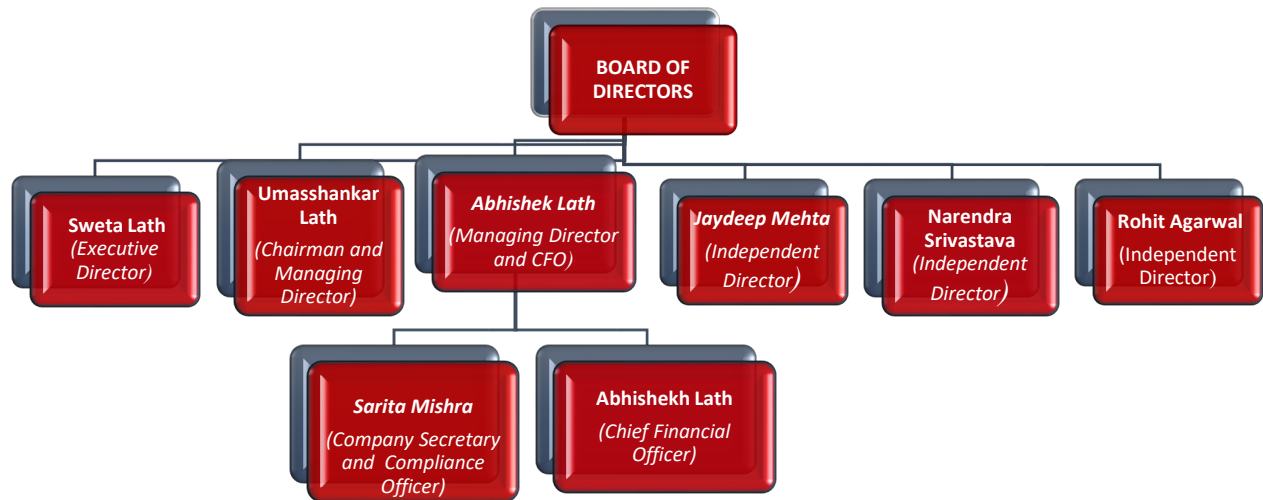 BOARD OF
DIRECTORS
Sweta Lath
(Executive
Director)
Umasshankar
Lath
(Chairman and
Managing
Director)
Abhishek Lath
(Managing Director
and CFO)
Jaydeep Mehta
(Independent
Director)
Narendra
Srivastava
(Independent
Director)
Rohit Agarwal
(Independent
Director)
Sarita Mishra
(Company Secretary
and Compliance
Officer)
Abhishekh Lath
(Chief Financial
Officer)